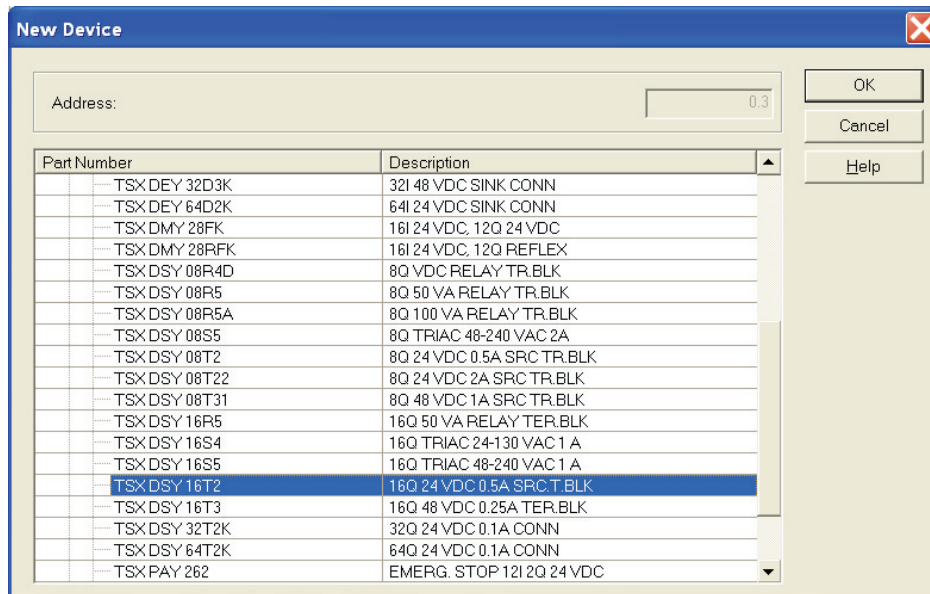 New Device
Address: 0.3
OK
Cancel
Help
Part Number Description
TSX DEY 32D3K 32I 48 VDC SINK CONN
TSX DEY 64D2K 64I 24 VDC SINK CONN
TSX DMY 28FK 16I 24 VDC, 12Q 24 VDC
TSX DMY 28RFK 16I 24 VDC, 12Q REFLEX
TSX DSY 08R4D 8Q VDC RELAY TR.BLK
TSX DSY 08R5 8Q 50 VA RELAY TR.BLK
TSX DSY 08R5A 8Q 100 VA RELAY TR.BLK
TSX DSY 08S5 8Q TRIAC 48-240 VAC 2A
TSX DSY 08T2 8Q 24 VDC 0.5A SRC TR.BLK
TSX DSY 08T22 8Q 24 VDC 2A SRC TR.BLK
TSX DSY 08T31 8Q 48 VDC 1A SRC TR.BLK
TSX DSY 16R5 16Q 50 VA RELAY TER.BLK
TSX DSY 16S4 16Q TRIAC 24-130 VAC 1 A
TSX DSY 16S5 16Q TRIAC 48-240 VAC 1 A
TSX DSY 16T2 16Q 24 VDC 0.5A SRC.T.BLK
TSX DSY 16T3 16Q 48 VDC 0.25A TER.BLK
TSX DSY 32T2K 32Q 24 VDC 0.1A CONN
TSX DSY 64T2K 64Q 24 VDC 0.1A CONN
TSX PAY 262 EMERG. STOP 12I 2Q 24 VDC